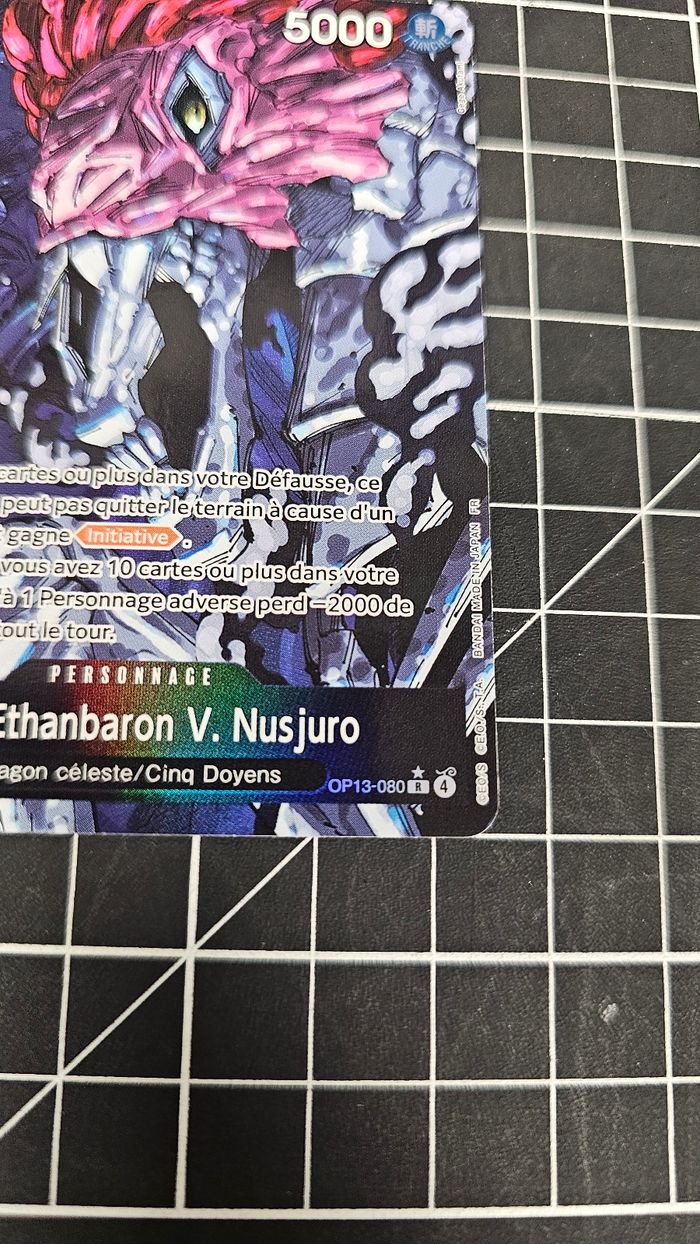 5000 斬
TRANCHE
cartes ou plus dans votre Défausse, ce
peut pas quitter le terrain à cause d'un
gagne Initiative.
vous avez 10 cartes ou plus dans votre
'à 1 Personnage adverse perd −2000 de
tout le tour.
PERSONNAGE
Ethanbaron V. Nusjuro
agon céleste/Cinq Doyens
OP13-080 R 4
BANDAI MADE IN JAPAN FR